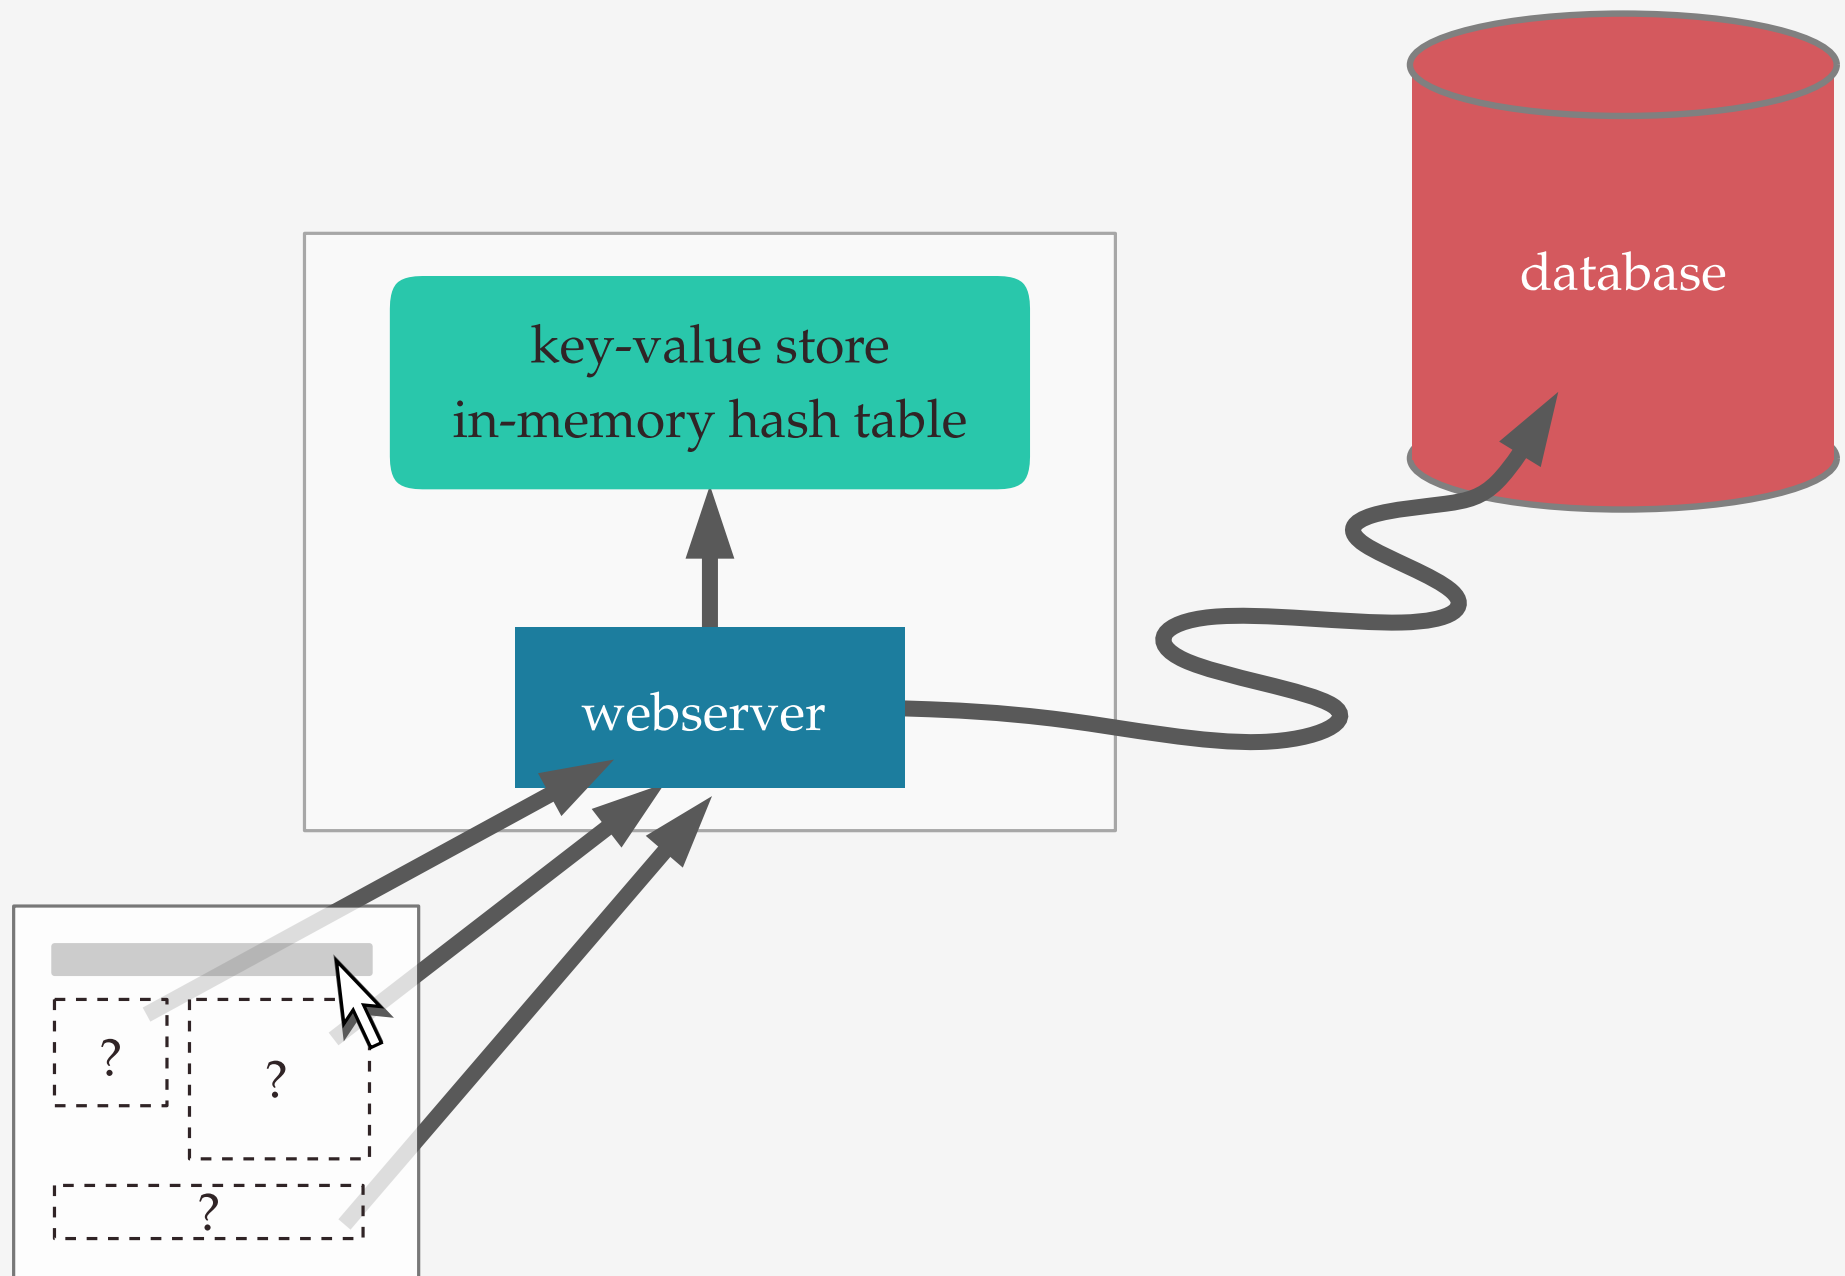 database
key-value store
in-memory hash table
webserver
?
?
?